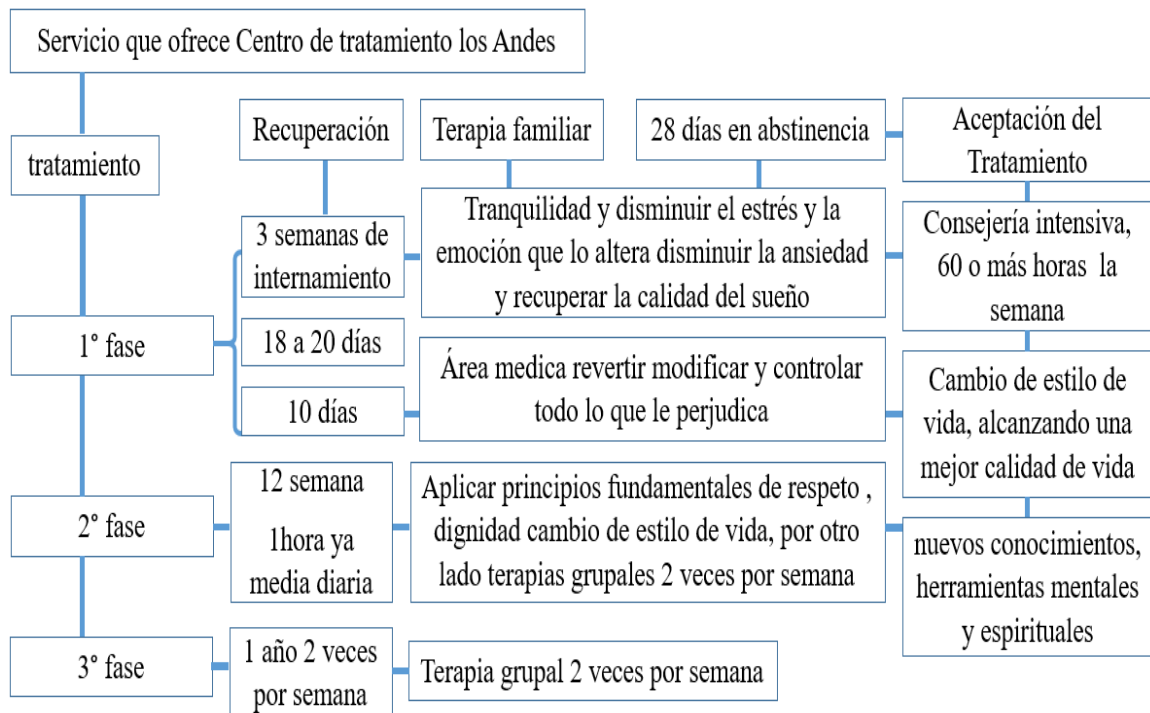 Servicio que ofrece Centro de tratamiento los Andes
tratamiento
Recuperación
Terapia familiar
28 días en abstinencia
Aceptación del
Tratamiento
3 semanas de
internamiento
Tranquilidad y disminuir el estrés y la
emoción que lo altera disminuir la ansiedad
y recuperar la calidad del sueño
Consejería intensiva,
60 o más horas la
semana
1° fase
18 a 20 días
10 días
Área medica revertir modificar y controlar
todo lo que le perjudica
Cambio de estilo de
vida, alcanzando una
mejor calidad de vida
2° fase
12 semana
1hora ya
media diaria
Aplicar principios fundamentales de respeto ,
dignidad cambio de estilo de vida, por otro
lado terapias grupales 2 veces por semana
nuevos conocimientos,
herramientas mentales
y espirituales
3° fase
1 año 2 veces
por semana
Terapia grupal 2 veces por semana